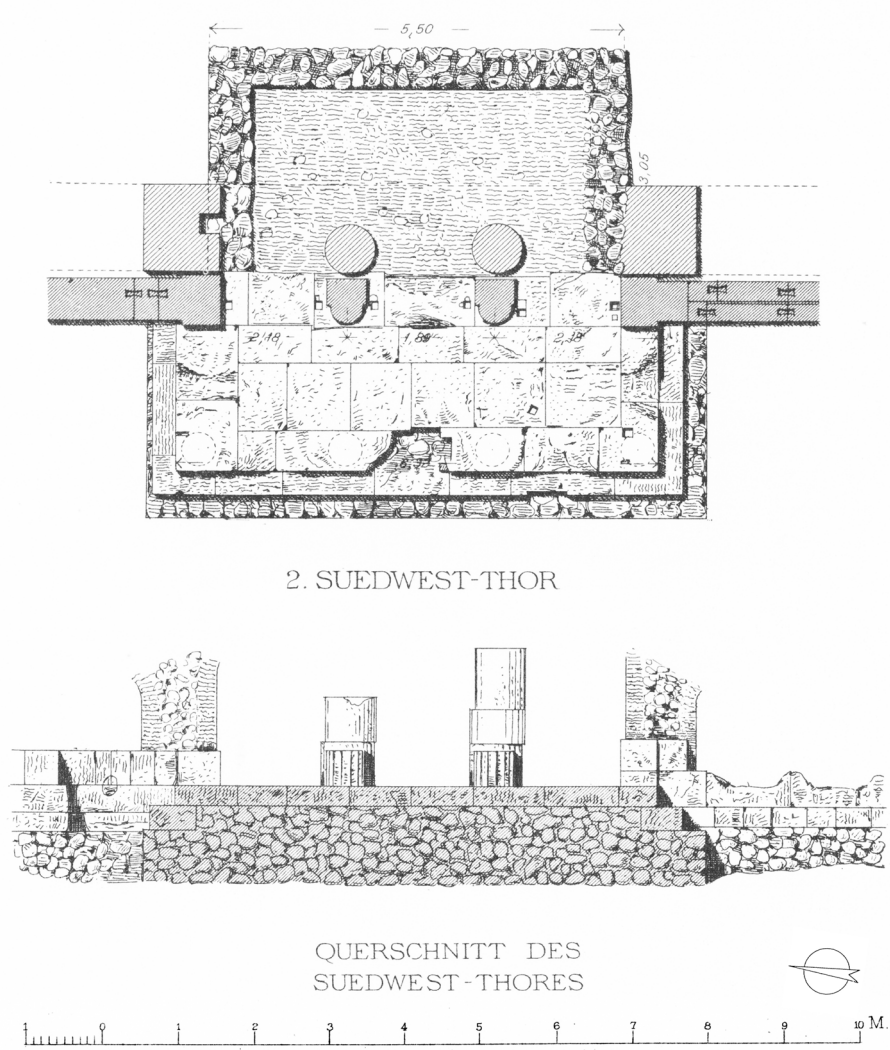 5,50
3,05
2,18 1,88 2,18
2. SUEDWEST-THOR
QUERSCHNITT DES
SUEDWEST-THORES
1 0 1 2 3 4 5 6 7 8 9 10 M.